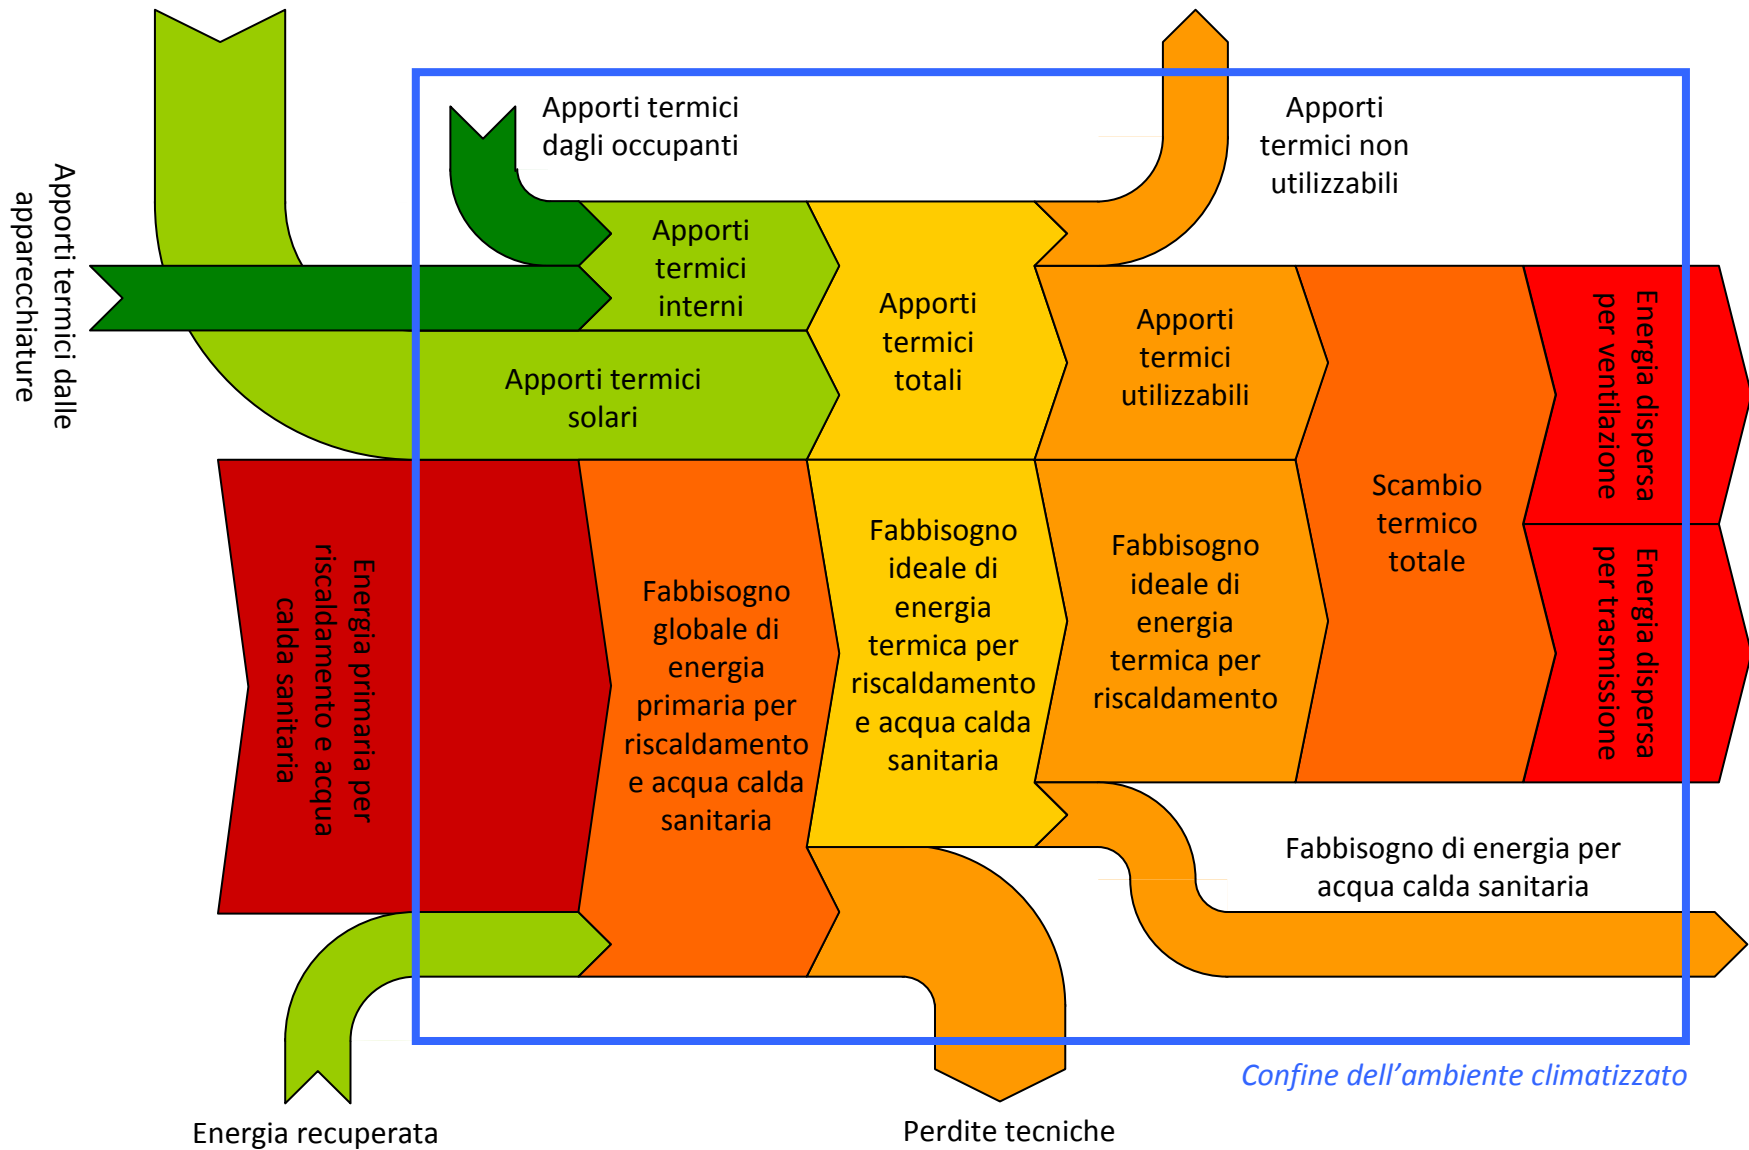 Apporti termici
dagli occupanti
Apporti
termici non
utilizzabili
Apporti termici dalle
apparecchiature
Apporti
termici
interni
Apporti termici
solari
Apporti
termici
totali
Apporti
termici
utilizzabili
Energia dispersa
per ventilazione
Energia primaria per
riscaldamento e acqua
calda sanitaria
Fabbisogno
globale di
energia
primaria per
riscaldamento
e acqua calda
sanitaria
Fabbisogno
ideale di
energia
termica per
riscaldamento
e acqua calda
sanitaria
Fabbisogno
ideale di
energia
termica per
riscaldamento
Scambio
termico
totale
Energia dispersa
per trasmissione
Fabbisogno di energia per
acqua calda sanitaria
Confine dell’ambiente climatizzato
Energia recuperata
Perdite tecniche